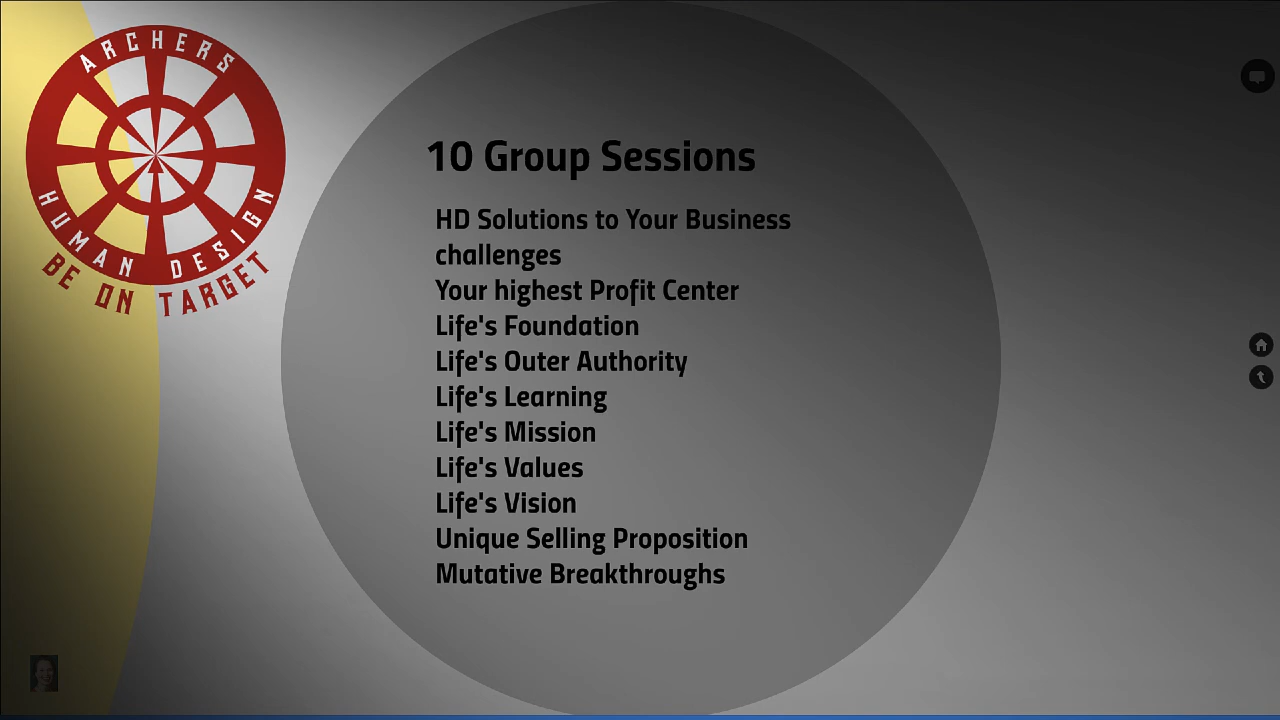 ARCHERS
HUMAN DESIGN
BE ON TARGET
10 Group Sessions
HD Solutions to Your Business
challenges
Your highest Profit Center
Life's Foundation
Life's Outer Authority
Life's Learning
Life's Mission
Life's Values
Life's Vision
Unique Selling Proposition
Mutative Breakthroughs